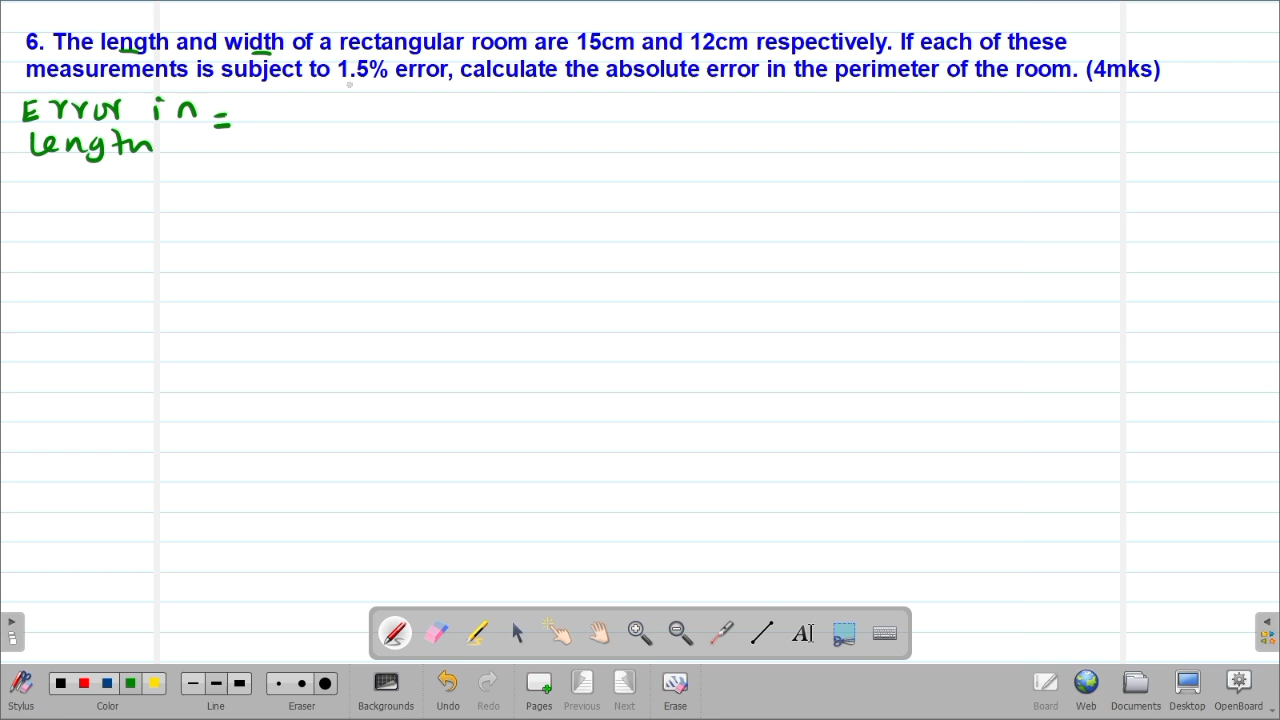 6. The length and width of a rectangular room are 15cm and 12cm respectively. If each of these
measurements is subject to 1.5% error, calculate the absolute error in the perimeter of the room. (4mks)
Error in =
Length
AI
Stylus
Color
Line
Eraser
Backgrounds
Undo
Redo
Pages
Previous
Next
Erase
Board
Web
Documents
Desktop
OpenBoard